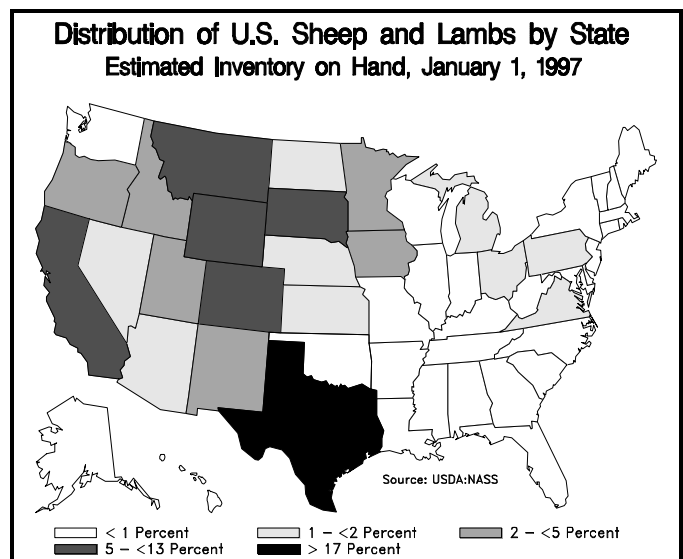 Distribution of U.S. Sheep and Lambs by State
Estimated Inventory on Hand, January 1, 1997
Source: USDA:NASS
< 1 Percent 1 - <2 Percent 2 - <5 Percent
5 - <13 Percent > 17 Percent